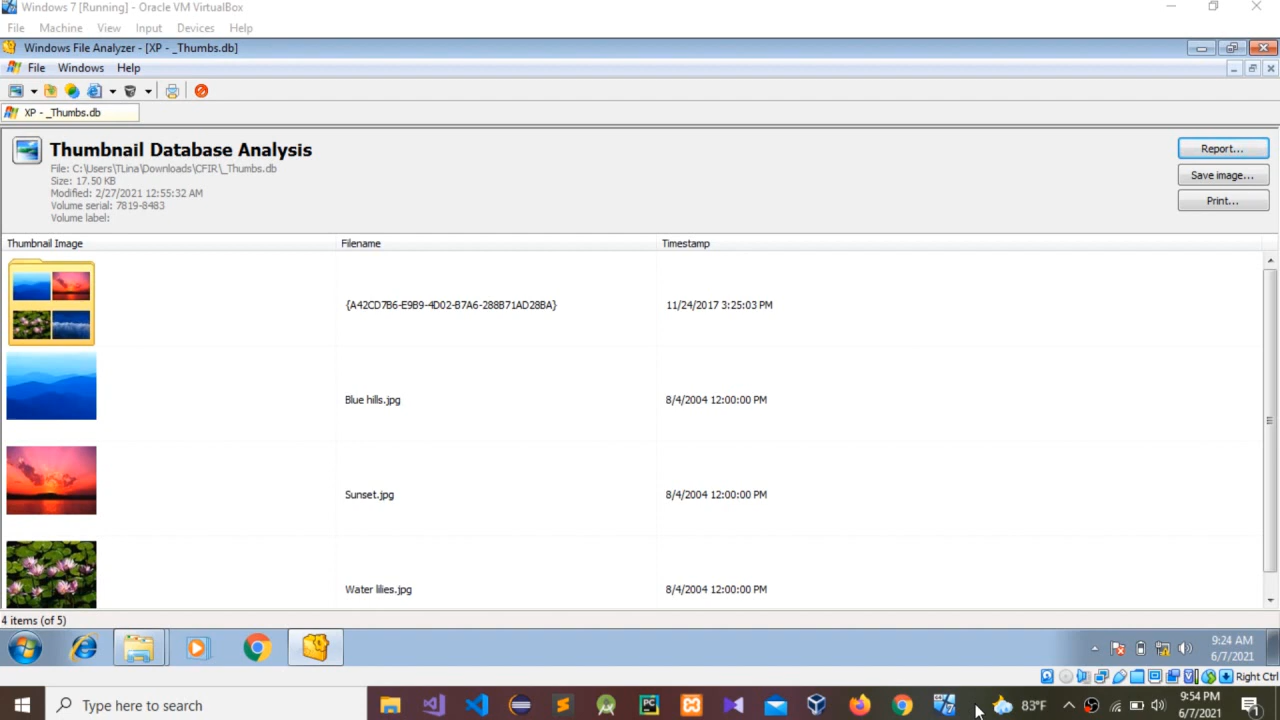 Windows 7 [Running] - Oracle VM VirtualBox
File Machine View Input Devices Help
Windows File Analyzer - [XP - _Thumbs.db]
File Windows Help
XP - _Thumbs.db
Thumbnail Database Analysis
File: C:\Users\TLina\Downloads\CFIR\_Thumbs.db
Size: 17.50 KB
Modified: 2/27/2021 12:55:32 AM
Volume serial: 7819-8483
Volume label:
Report...
Save image...
Print...
Thumbnail Image Filename Timestamp
{A42CD7B6-E9B9-4D02-B7A6-288B71AD28BA} 11/24/2017 3:25:03 PM
Blue hills.jpg 8/4/2004 12:00:00 PM
Sunset.jpg 8/4/2004 12:00:00 PM
Water lilies.jpg 8/4/2004 12:00:00 PM
4 items (of 5)
9:24 AM
6/7/2021
Right Ctrl
Type here to search
83°F
9:54 PM
6/7/2021
1